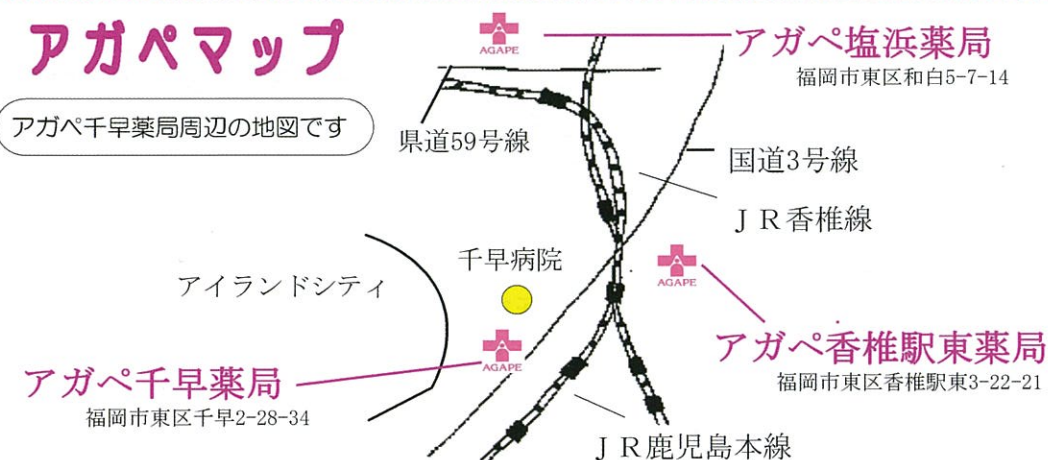 アガペマップ
アガペ千早薬局周辺の地図です
AGAPE
アガペ塩浜薬局
福岡市東区和白5-7-14
県道59号線
国道3号線
ＪＲ香椎線
千早病院
アイランドシティ
AGAPE
アガペ香椎駅東薬局
福岡市東区香椎駅東3-22-21
AGAPE
アガペ千早薬局
福岡市東区千早2-28-34
ＪＲ鹿児島本線